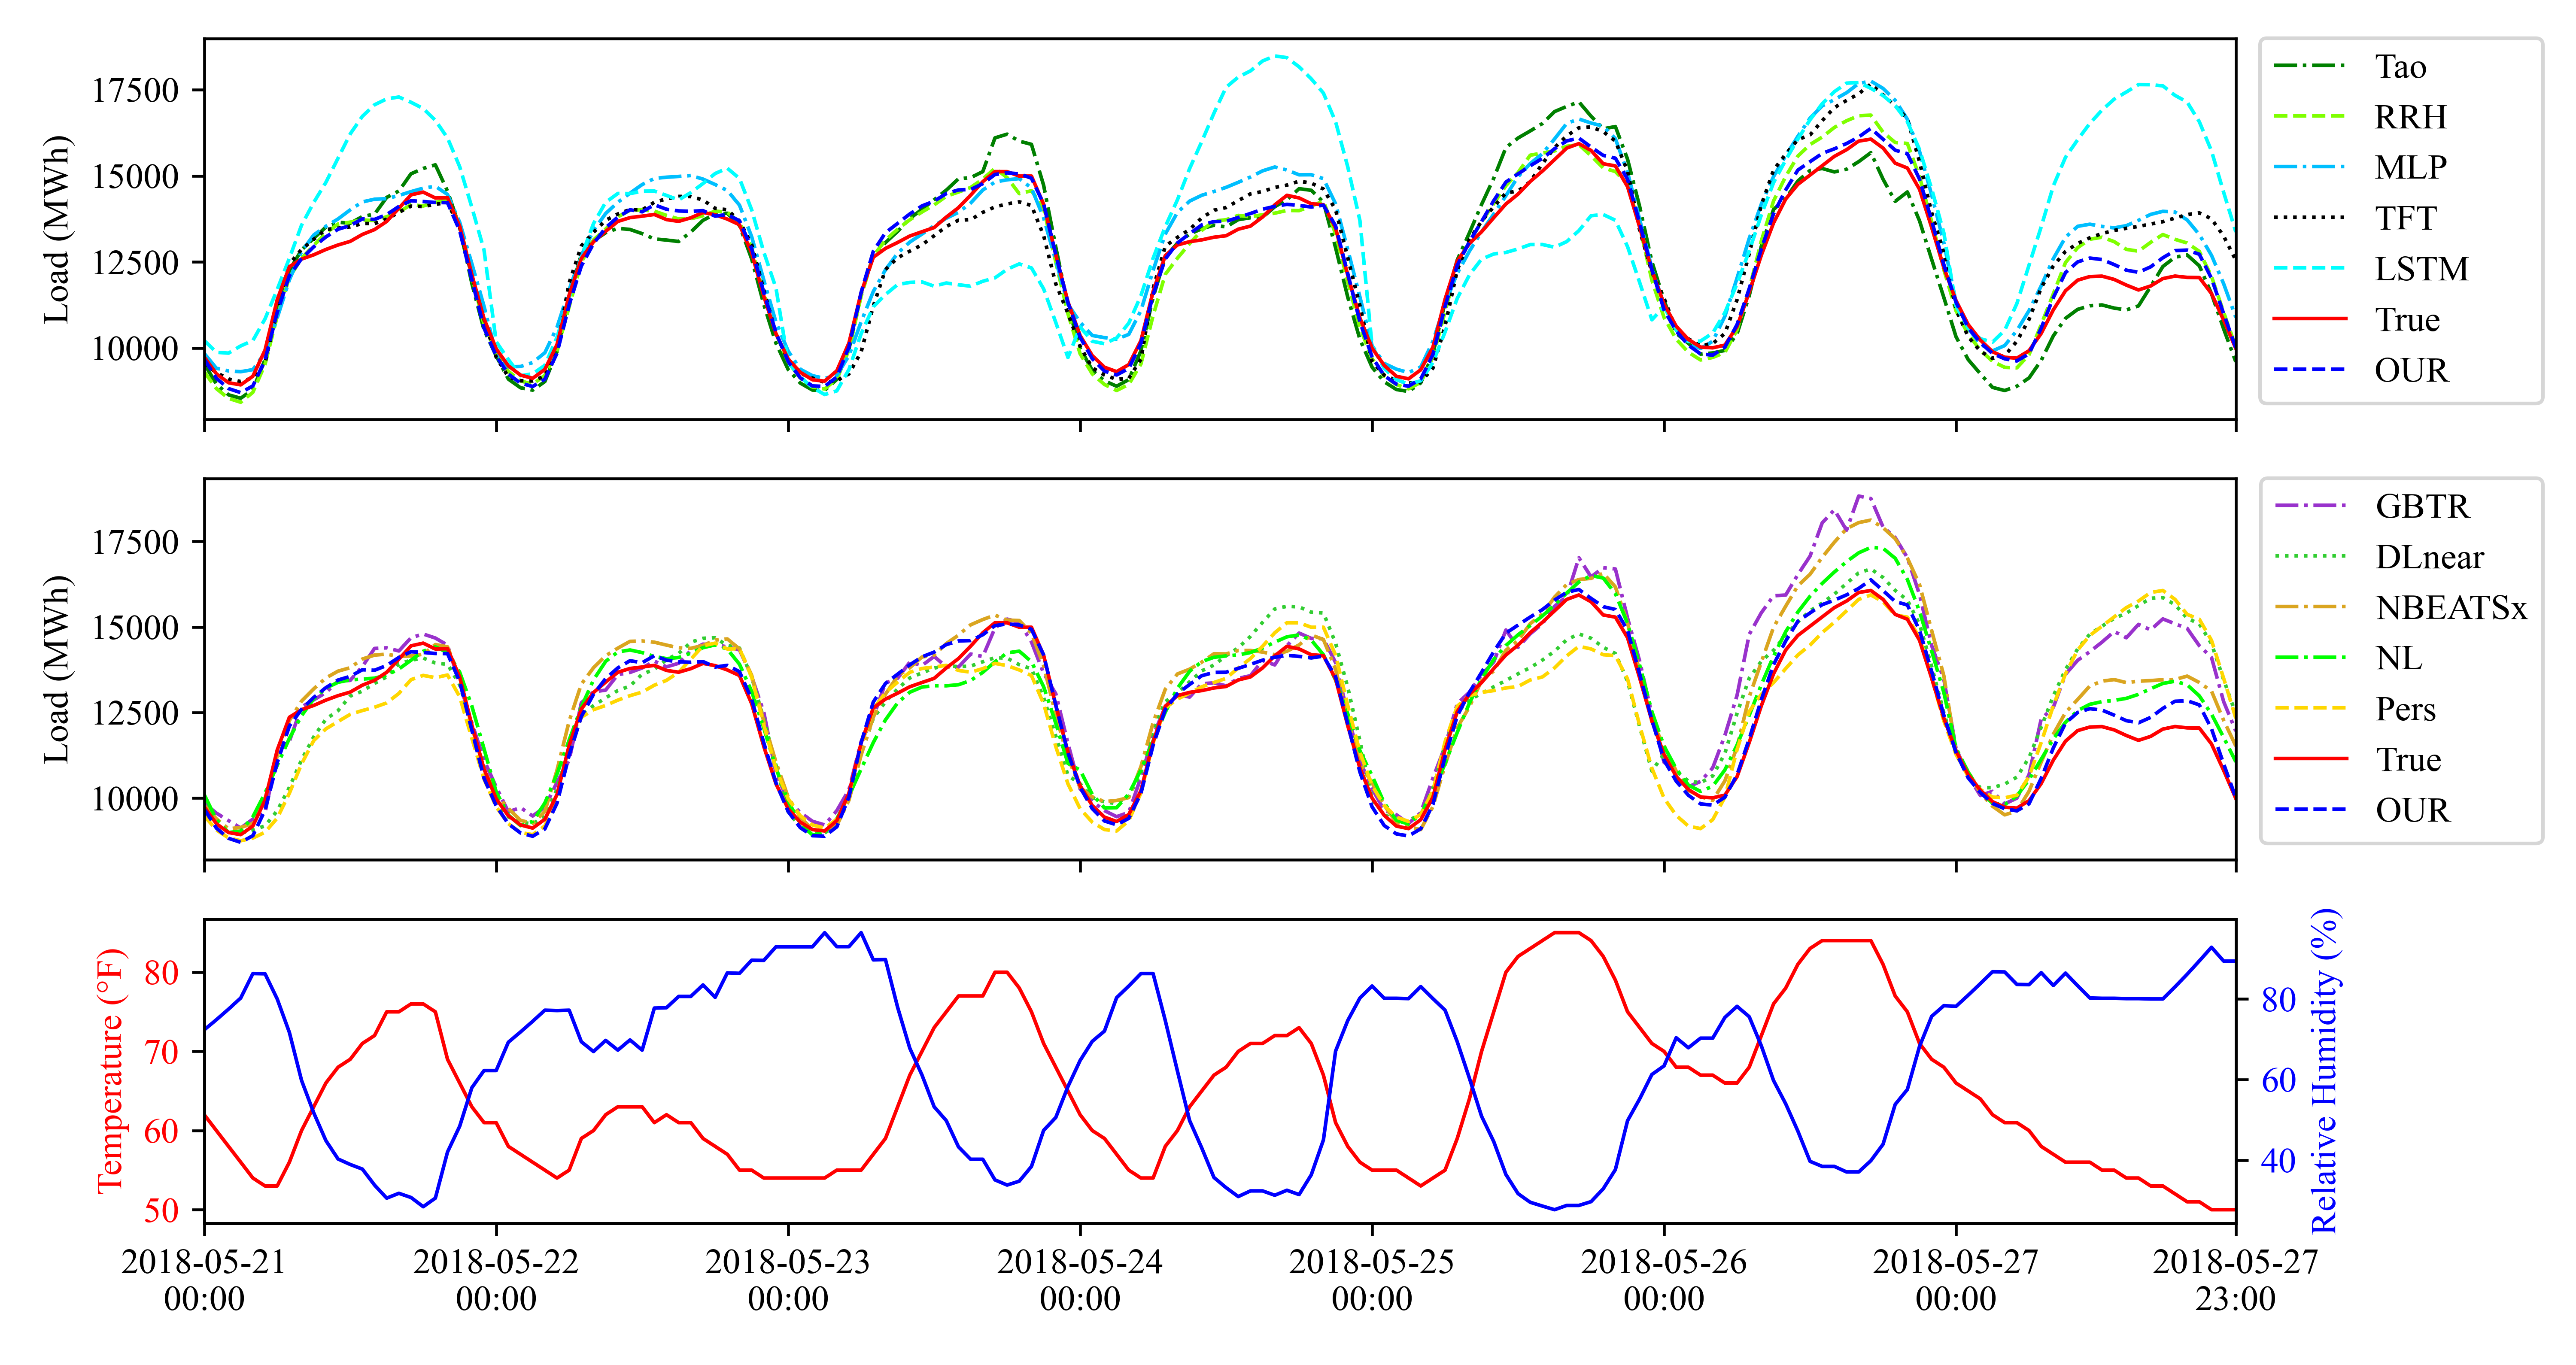 Load (MWh)
17500
15000
12500
10000
Tao
RRH
MLP
TFT
LSTM
True
OUR
Load (MWh)
17500
15000
12500
10000
GBTR
DLnear
NBEATSx
NL
Pers
True
OUR
Temperature (°F)
80
70
60
50
Relative Humidity (%)
80
60
40
2018-05-21 2018-05-22 2018-05-23 2018-05-24 2018-05-25 2018-05-26 2018-05-27 2018-05-27
00:00 00:00 00:00 00:00 00:00 00:00 00:00 23:00